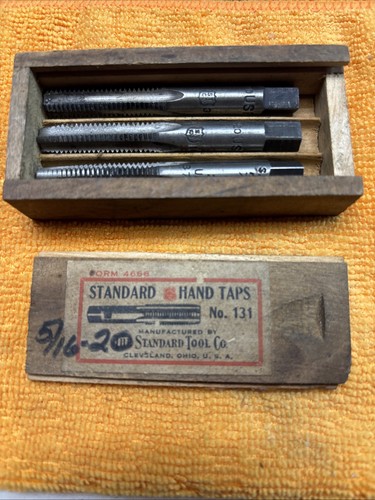 FORM 4686
STANDARD HAND TAPS
No. 131
MANUFACTURED BY
STANDARD TOOL CO.
CLEVELAND, OHIO, U. S. A.
5/16-20